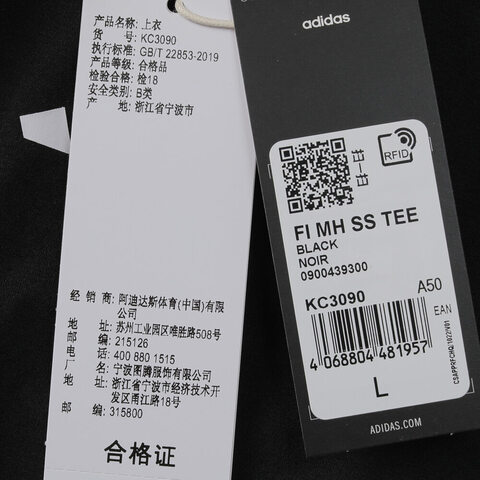 产品名称: 上衣
货 号: KC3090
执行标准: GB/T 22853-2019
产品等级: 合格品
检验合格: 检18
安全类别: B类
产 地: 浙江省宁波市
经 销 商: 阿迪达斯体育(中国)有限
公司
地 址: 苏州工业园区唯胜路508号
邮 编: 215126
电 话: 400 880 1515
厂 名: 宁波图腾服饰有限公司
地 址: 浙江省宁波市经济技术开
发区甬江路18号
邮 编: 315800
合格证
adidas
RFID
FI MH SS TEE
BLACK
NOIR
0900439300
KC3090 A50
EAN
4 068804 481957
L
ADIDAS.COM